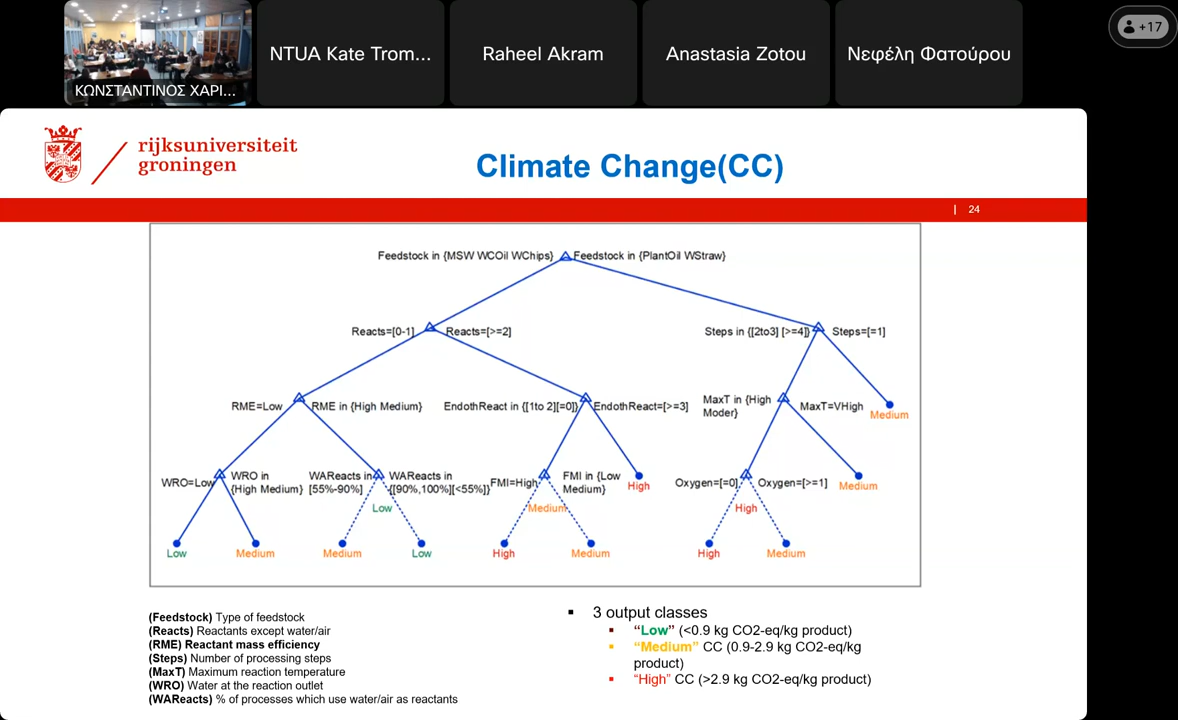 +17
NTUA Kate Trom...
Raheel Akram
Anastasia Zotou
Νεφέλη Φατούρου
ΚΩΝΣΤΑΝΤΙΝΟΣ ΧΑΡΙ...
rijksuniversiteit
groningen
Climate Change(CC)
| 24
Feedstock in {MSW WCOil WChips} Feedstock in {PlantOil WStraw}
Reacts=[0-1] Reacts=[>=2] Steps in {[2to3] [>=4]} Steps=[=1]
RME=Low RME in {High Medium} EndothReact in {[1to 2][=0]} EndothReact=[>=3] MaxT in {High
Moder} MaxT=VHigh Medium
WRO=Low WRO in
{High Medium} WAReacts in
[55%-90%] WAReacts in
{[90%,100%][<55%]} FMI=High FMI in {Low
Medium} High Oxygen=[=0] Oxygen=[>=1] Medium
Low Medium High
Low Medium Medium Low High Medium High Medium
(Feedstock) Type of feedstock
(Reacts) Reactants except water/air
(RME) Reactant mass efficiency
(Steps) Number of processing steps
(MaxT) Maximum reaction temperature
(WRO) Water at the reaction outlet
(WAReacts) % of processes which use water/air as reactants
▪ 3 output classes
▪ “Low” (<0.9 kg CO2-eq/kg product)
▪ “Medium” CC (0.9-2.9 kg CO2-eq/kg
product)
▪ “High” CC (>2.9 kg CO2-eq/kg product)